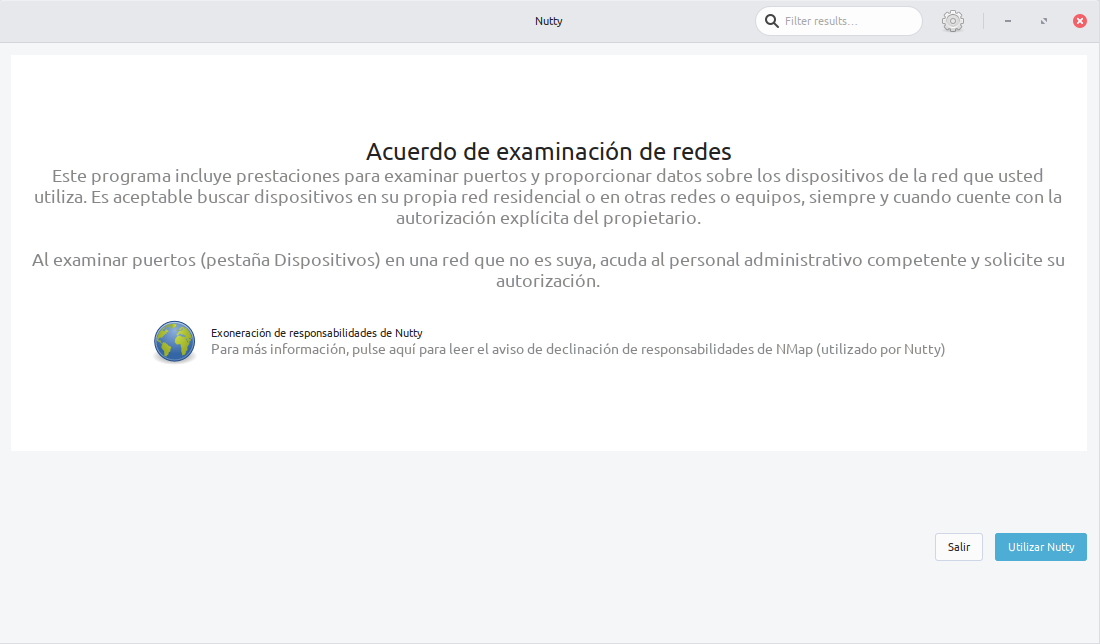 Nutty
Filter results...
Acuerdo de examinación de redes
Este programa incluye prestaciones para examinar puertos y proporcionar datos sobre los dispositivos de la red que usted
utiliza. Es aceptable buscar dispositivos en su propia red residencial o en otras redes o equipos, siempre y cuando cuente con la
autorización explícita del propietario.
Al examinar puertos (pestaña Dispositivos) en una red que no es suya, acuda al personal administrativo competente y solicite su
autorización.
Exoneración de responsabilidades de Nutty
Para más información, pulse aquí para leer el aviso de declinación de responsabilidades de NMap (utilizado por Nutty)
Salir
Utilizar Nutty